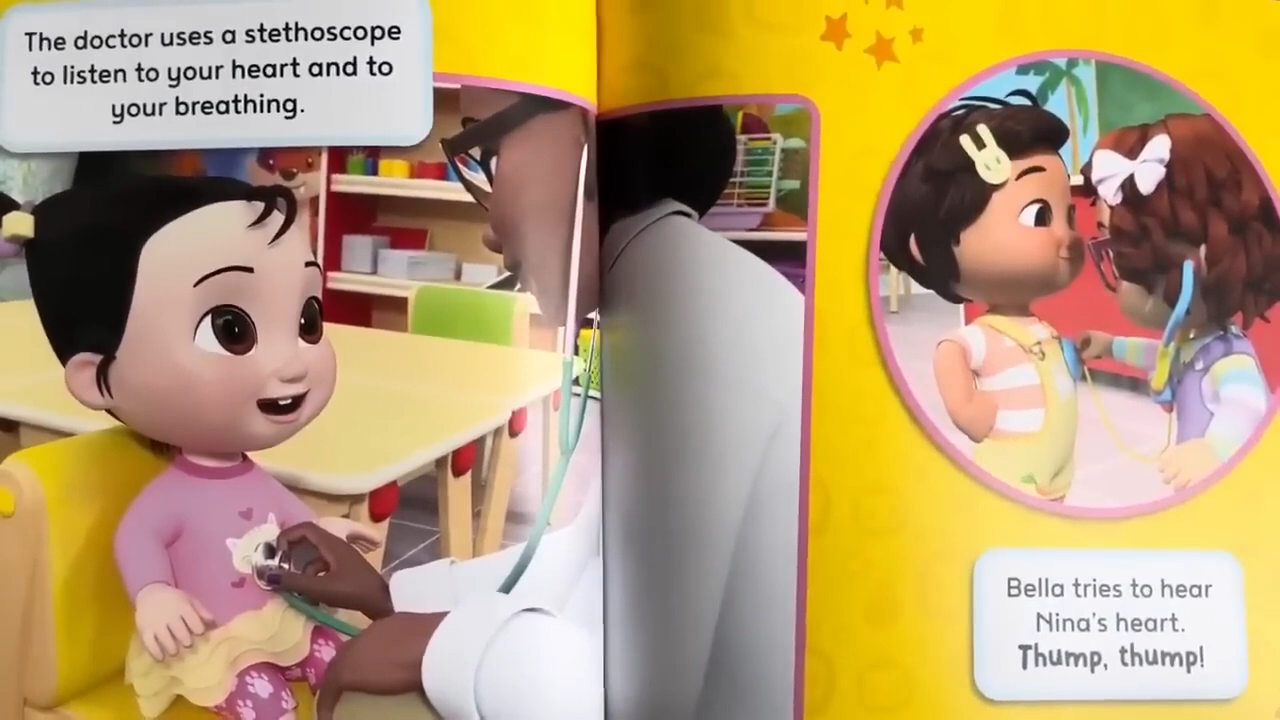 The doctor uses a stethoscope
to listen to your heart and to
your breathing.
Bella tries to hear
Nina's heart.
Thump, thump!